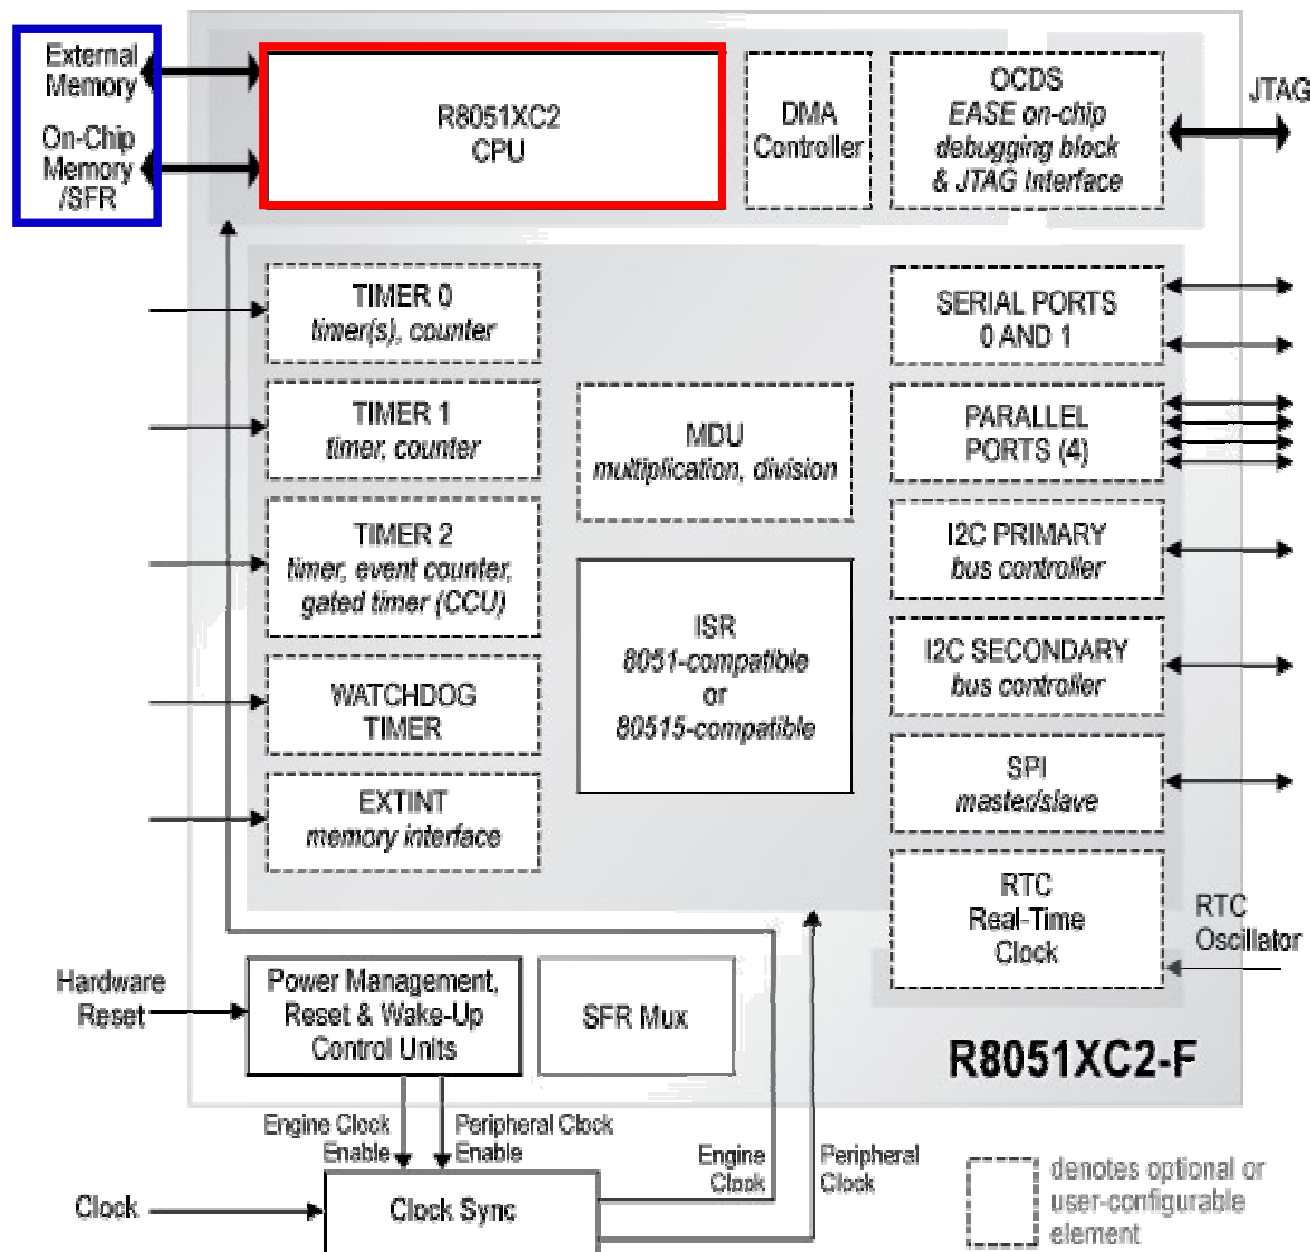 External
Memory
On-Chip
Memory
/SFR
R8051XC2
CPU
DMA
Controller
OCDS
EASE on-chip
debugging block
& JTAG Interface
JTAG
TIMER 0
timer(s), counter
TIMER 1
timer, counter
TIMER 2
timer, event counter,
gated timer (CCU)
WATCHDOG
TIMER
EXTINT
memory interface
MDU
multiplication, division
ISR
8051-compatible
or
80515-compatible
SERIAL PORTS
0 AND 1
PARALLEL
PORTS (4)
I2C PRIMARY
bus controller
I2C SECONDARY
bus controller
SPI
master/slave
RTC
Real-Time
Clock
RTC
Oscillator
Hardware
Reset
Power Management,
Reset & Wake-Up
Control Units
SFR Mux
R8051XC2-F
Engine Clock
Enable
Peripheral Clock
Enable
Engine
Clock
Peripheral
Clock
Clock
Clock Sync
denotes optional or
user-configurable
element